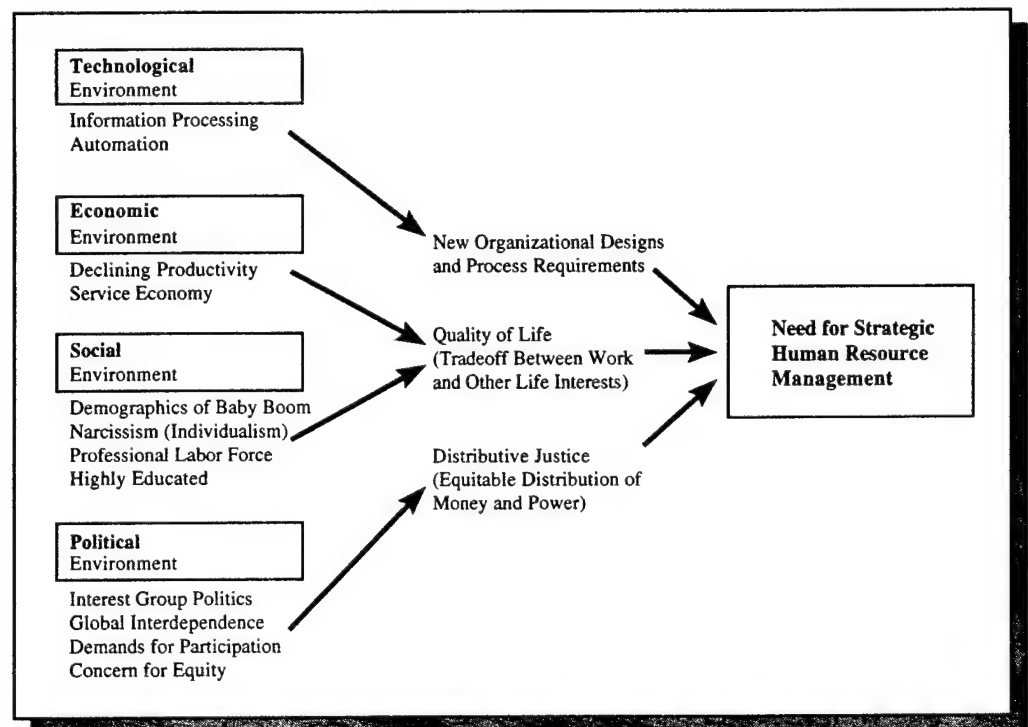 Technological
Environment
Information Processing
Automation
Economic
Environment
Declining Productivity
Service Economy
Social
Environment
Demographics of Baby Boom
Narcissism (Individualism)
Professional Labor Force
Highly Educated
Political
Environment
Interest Group Politics
Global Interdependence
Demands for Participation
Concern for Equity
New Organizational Designs
and Process Requirements
Quality of Life
(Tradeoff Between Work
and Other Life Interests)
Distributive Justice
(Equitable Distribution of
Money and Power)
Need for Strategic
Human Resource
Management